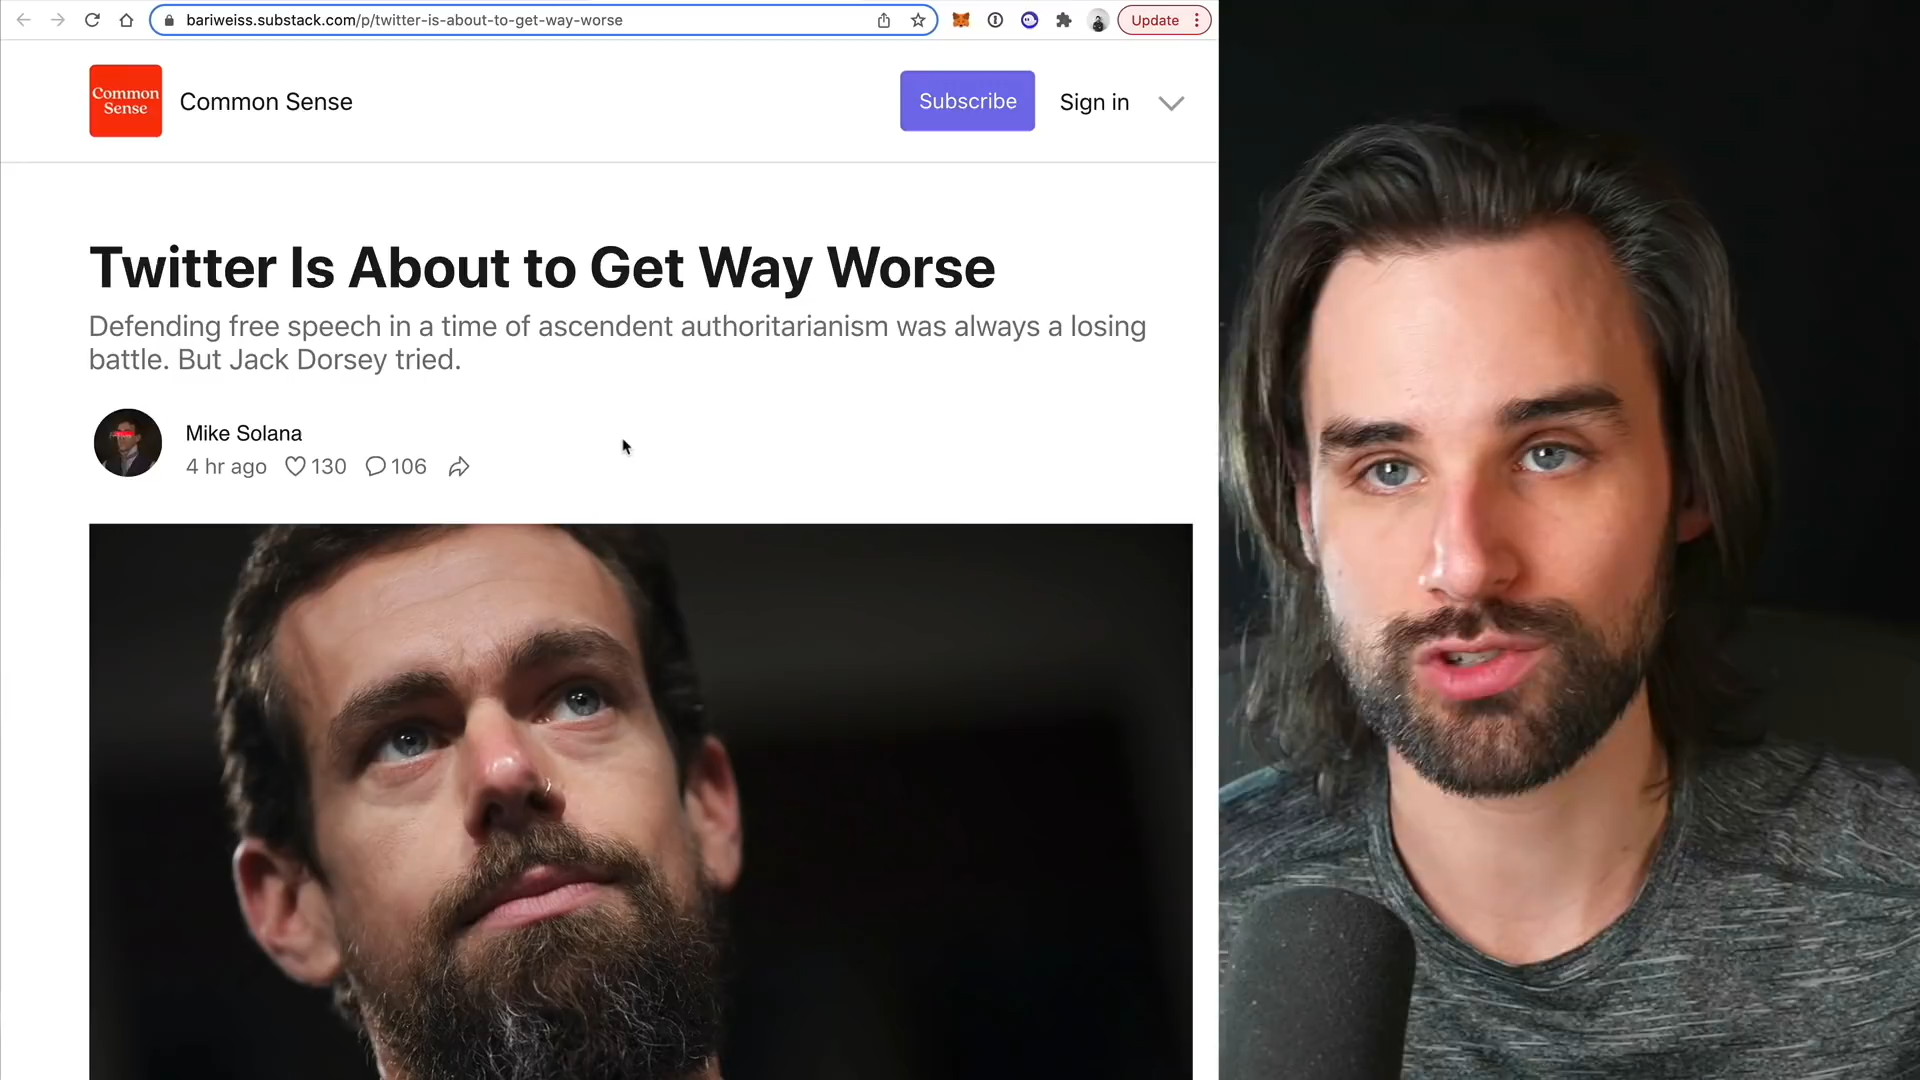 bariweiss.substack.com/p/twitter-is-about-to-get-way-worse
Update
Common
Sense
Common Sense
Subscribe
Sign in
Twitter Is About to Get Way Worse
Defending free speech in a time of ascendent authoritarianism was always a losing
battle. But Jack Dorsey tried.
Mike Solana
4 hr ago 130 106